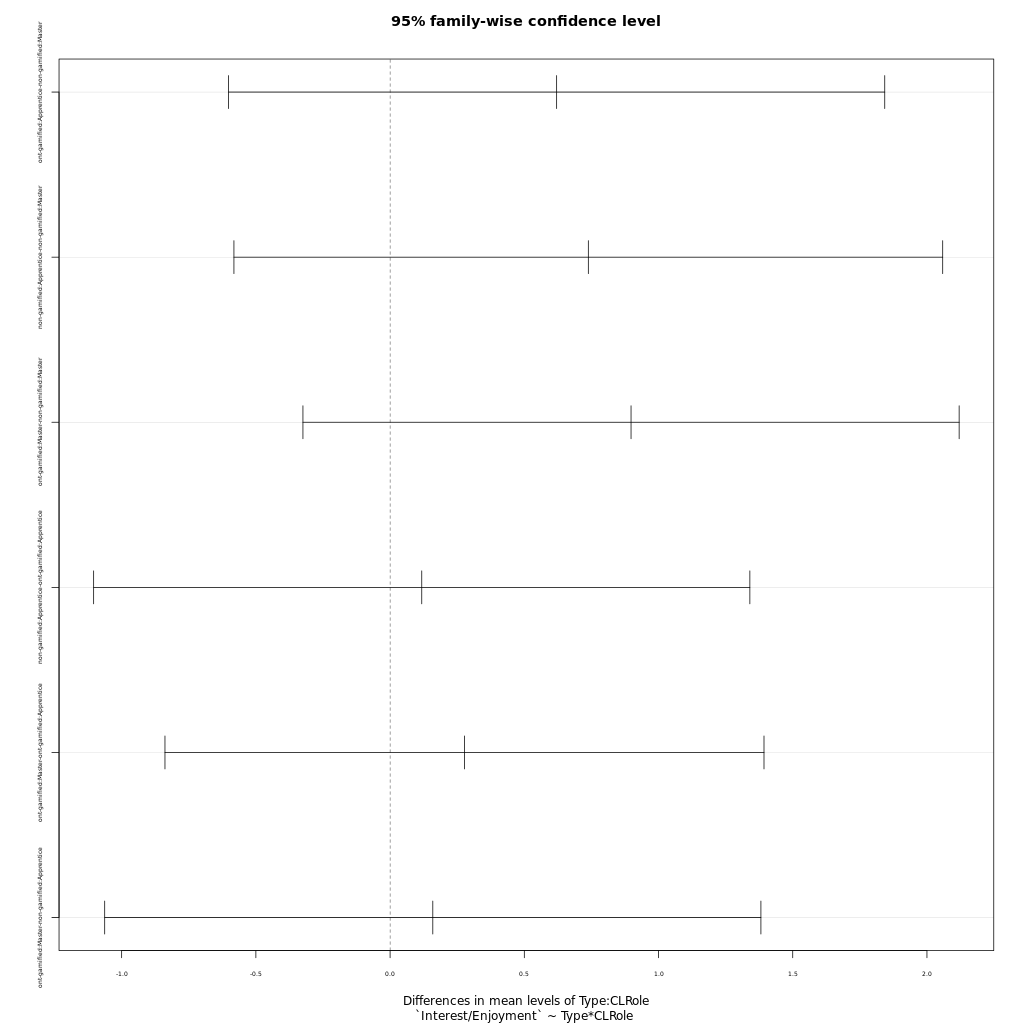 95% family-wise confidence level
ont-gamified:Apprentice-non-gamified:Master
non-gamified:Apprentice-non-gamified:Master
ont-gamified:Master-non-gamified:Master
non-gamified:Apprentice-ont-gamified:Apprentice
ont-gamified:Master-ont-gamified:Apprentice
ont-gamified:Master-non-gamified:Apprentice
-1.0 -0.5 0.0 0.5 1.0 1.5 2.0
Differences in mean levels of Type:CLRole
`Interest/Enjoyment` ~ Type*CLRole